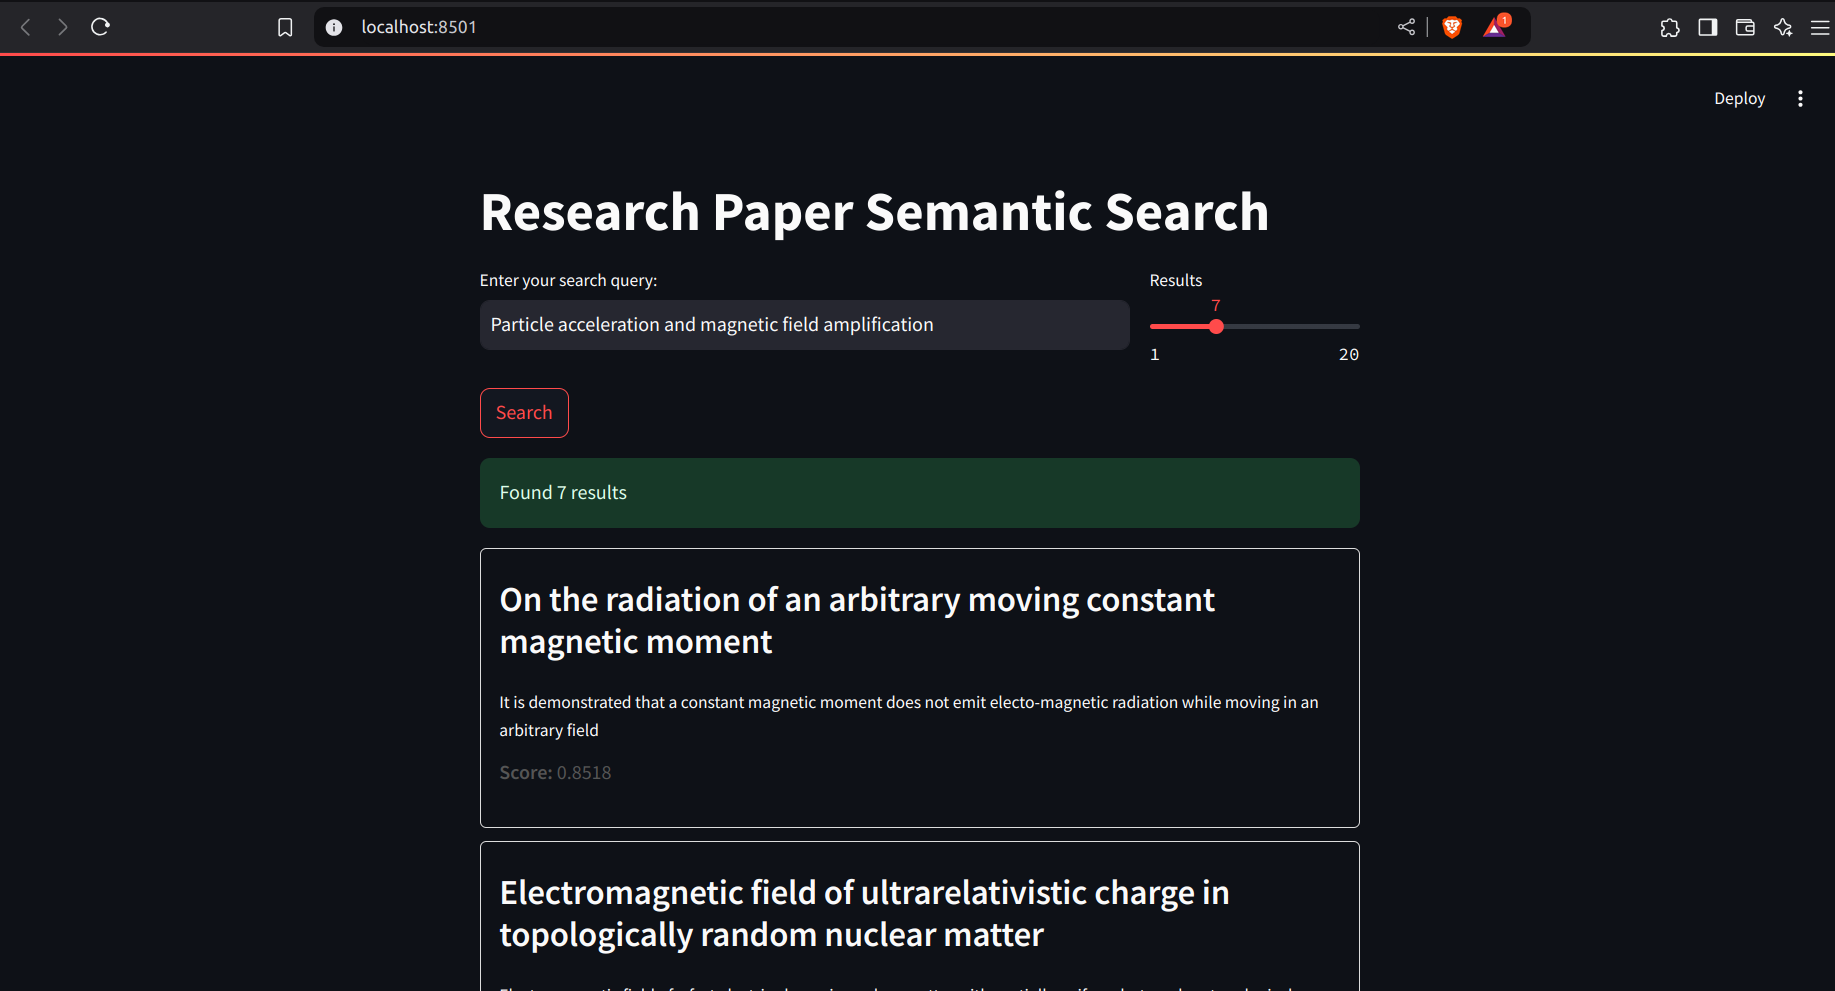 localhost:8501
1
Deploy
Research Paper Semantic Search
Enter your search query:
Results
7
Particle acceleration and magnetic field amplification
1
20
Search
Found 7 results
On the radiation of an arbitrary moving constant
magnetic moment
It is demonstrated that a constant magnetic moment does not emit electo-magnetic radiation while moving in an
arbitrary field
Score: 0.8518
Electromagnetic field of ultrarelativistic charge in
topologically random nuclear matter